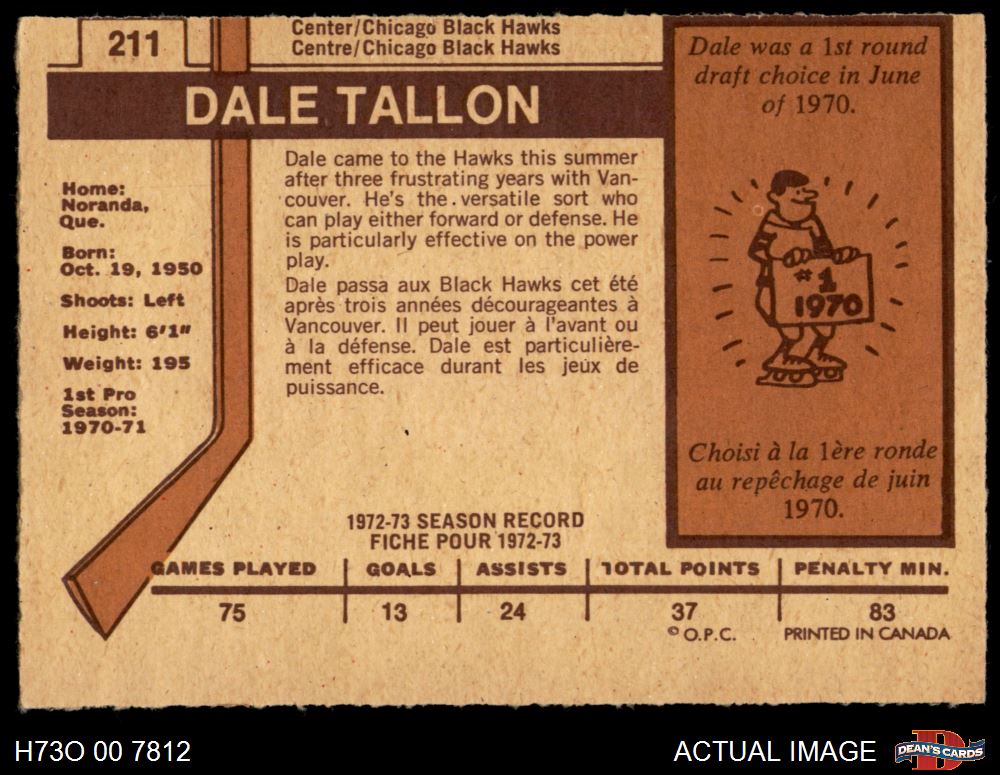 211
Center/Chicago Black Hawks
Centre/Chicago Black Hawks
DALE TALLON
Home:
Noranda,
Que.
Born:
Oct. 19, 1950
Shoots: Left
Height: 6'1"
Weight: 195
1st Pro
Season:
1970-71
Dale came to the Hawks this summer
after three frustrating years with Van-
couver. He's the versatile sort who
can play either forward or defense. He
is particularly effective on the power
play.
Dale passa aux Black Hawks cet été
après trois années décourageantes à
Vancouver. Il peut jouer à l'avant ou
à la défense. Dale est particulière-
ment efficace durant les jeux de
puissance.
Dale was a 1st round
draft choice in June
of 1970.
#1
1970
Choisi à la 1ère ronde
au repêchage de juin
1970.
1972-73 SEASON RECORD
FICHE POUR 1972-73
GAMES PLAYED GOALS ASSISTS TOTAL POINTS PENALTY MIN.
75 13 24 37 83
© O.P.C. PRINTED IN CANADA
H73O 00 7812 ACTUAL IMAGE DEAN'S CARDS